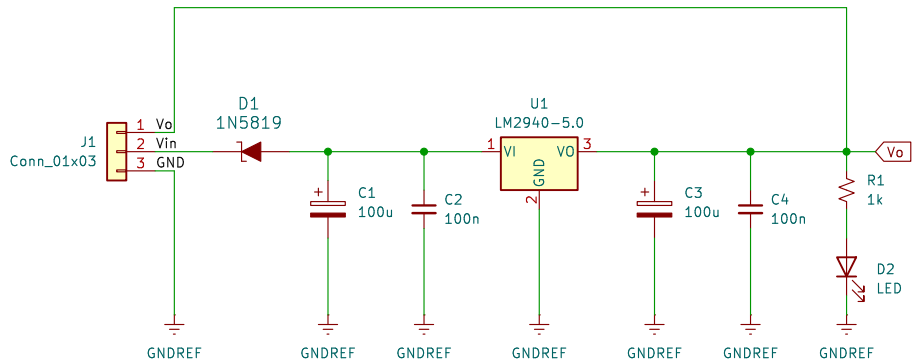 D1
1N5819
U1
LM2940-5.0
J1
Conn_01x03
1 Vo
2 Vin
3 GND
1 VI VO 3
GND
2
Vo
C1
100u
C2
100n
C3
100u
C4
100n
R1
1k
D2
LED
GNDREF GNDREF GNDREF GNDREF GNDREF GNDREF GNDREF